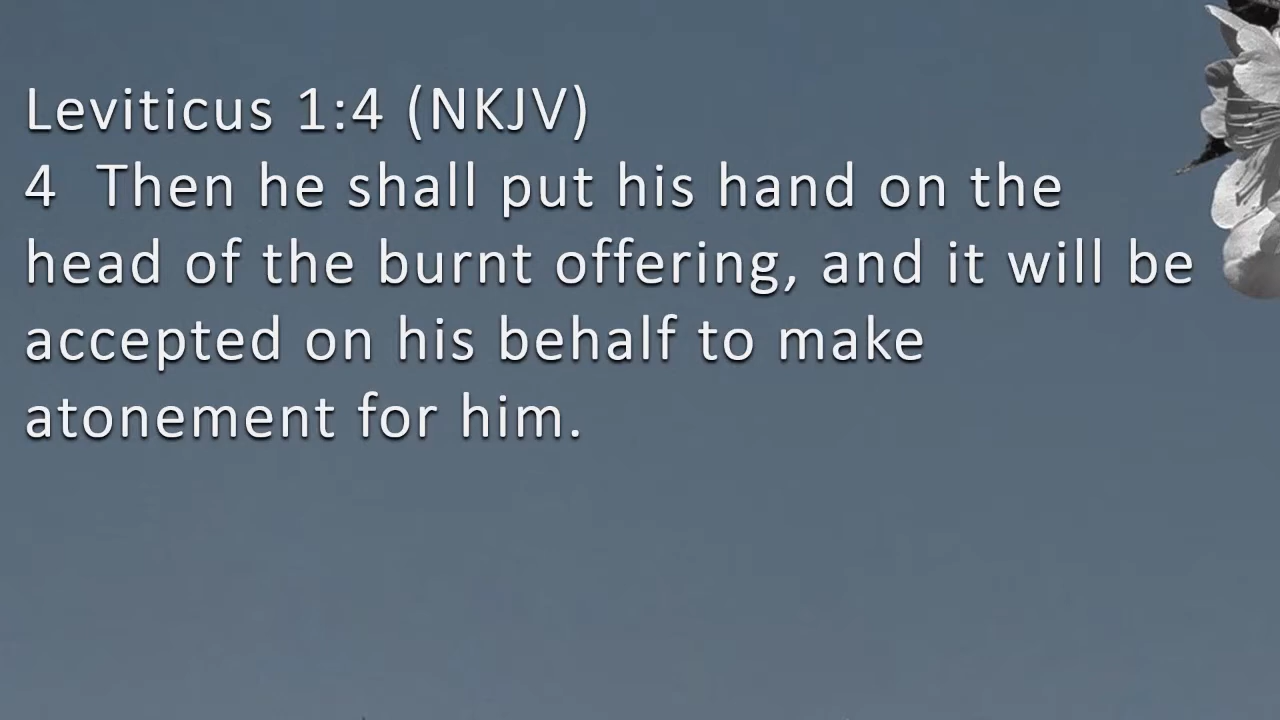 Leviticus 1:4 (NKJV)
4  Then he shall put his hand on the
head of the burnt offering, and it will be
accepted on his behalf to make
atonement for him.